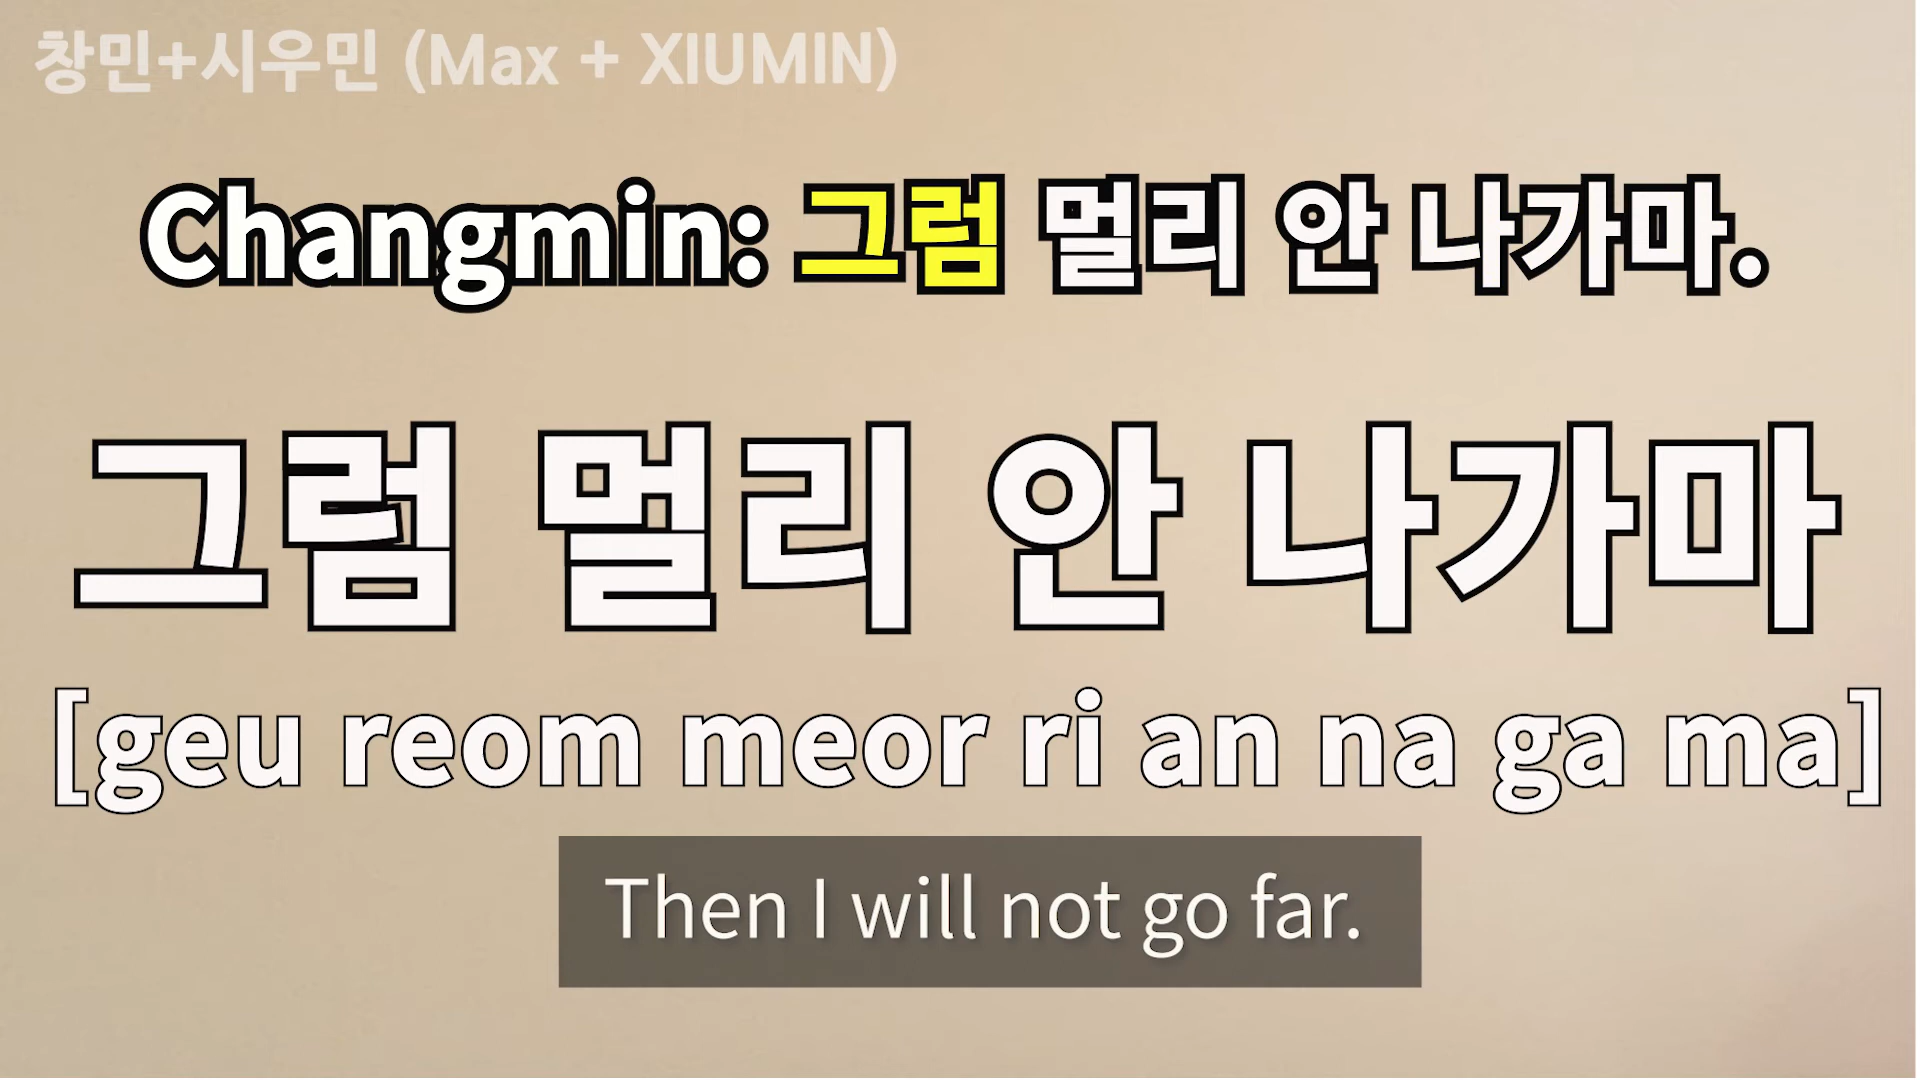 창민+시우민 (Max + XIUMIN)
Changmin: 그럼 멀리 안 나가마.
그럼 멀리 안 나가마
[geu reom meor ri an na ga ma]
Then I will not go far.